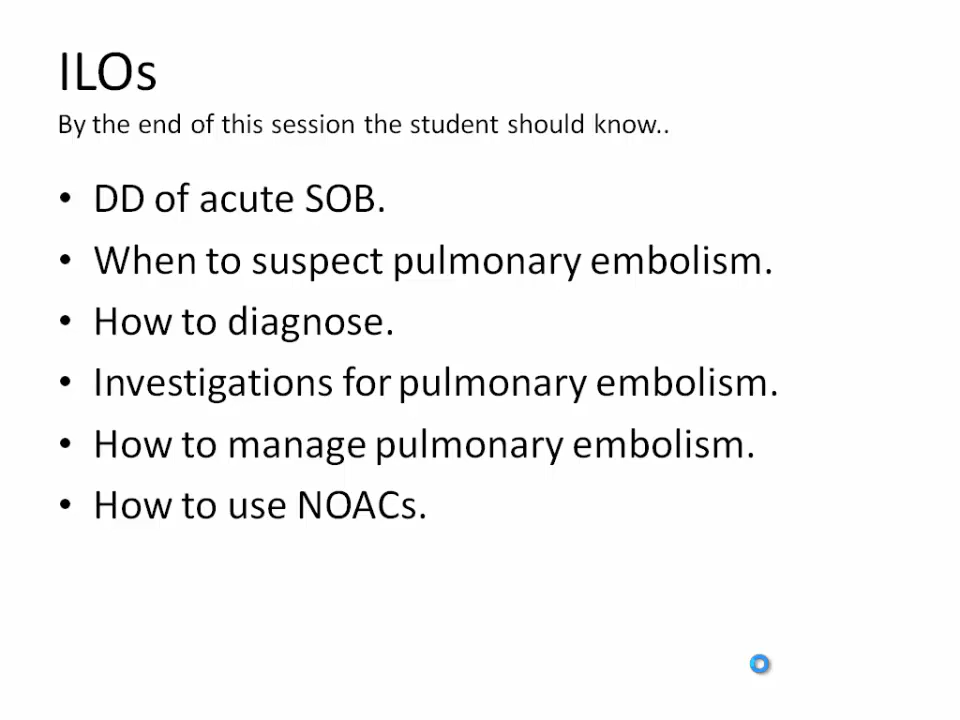 ILOs
By the end of this session the student should know..
• DD of acute SOB.
• When to suspect pulmonary embolism.
• How to diagnose.
• Investigations for pulmonary embolism.
• How to manage pulmonary embolism.
• How to use NOACs.